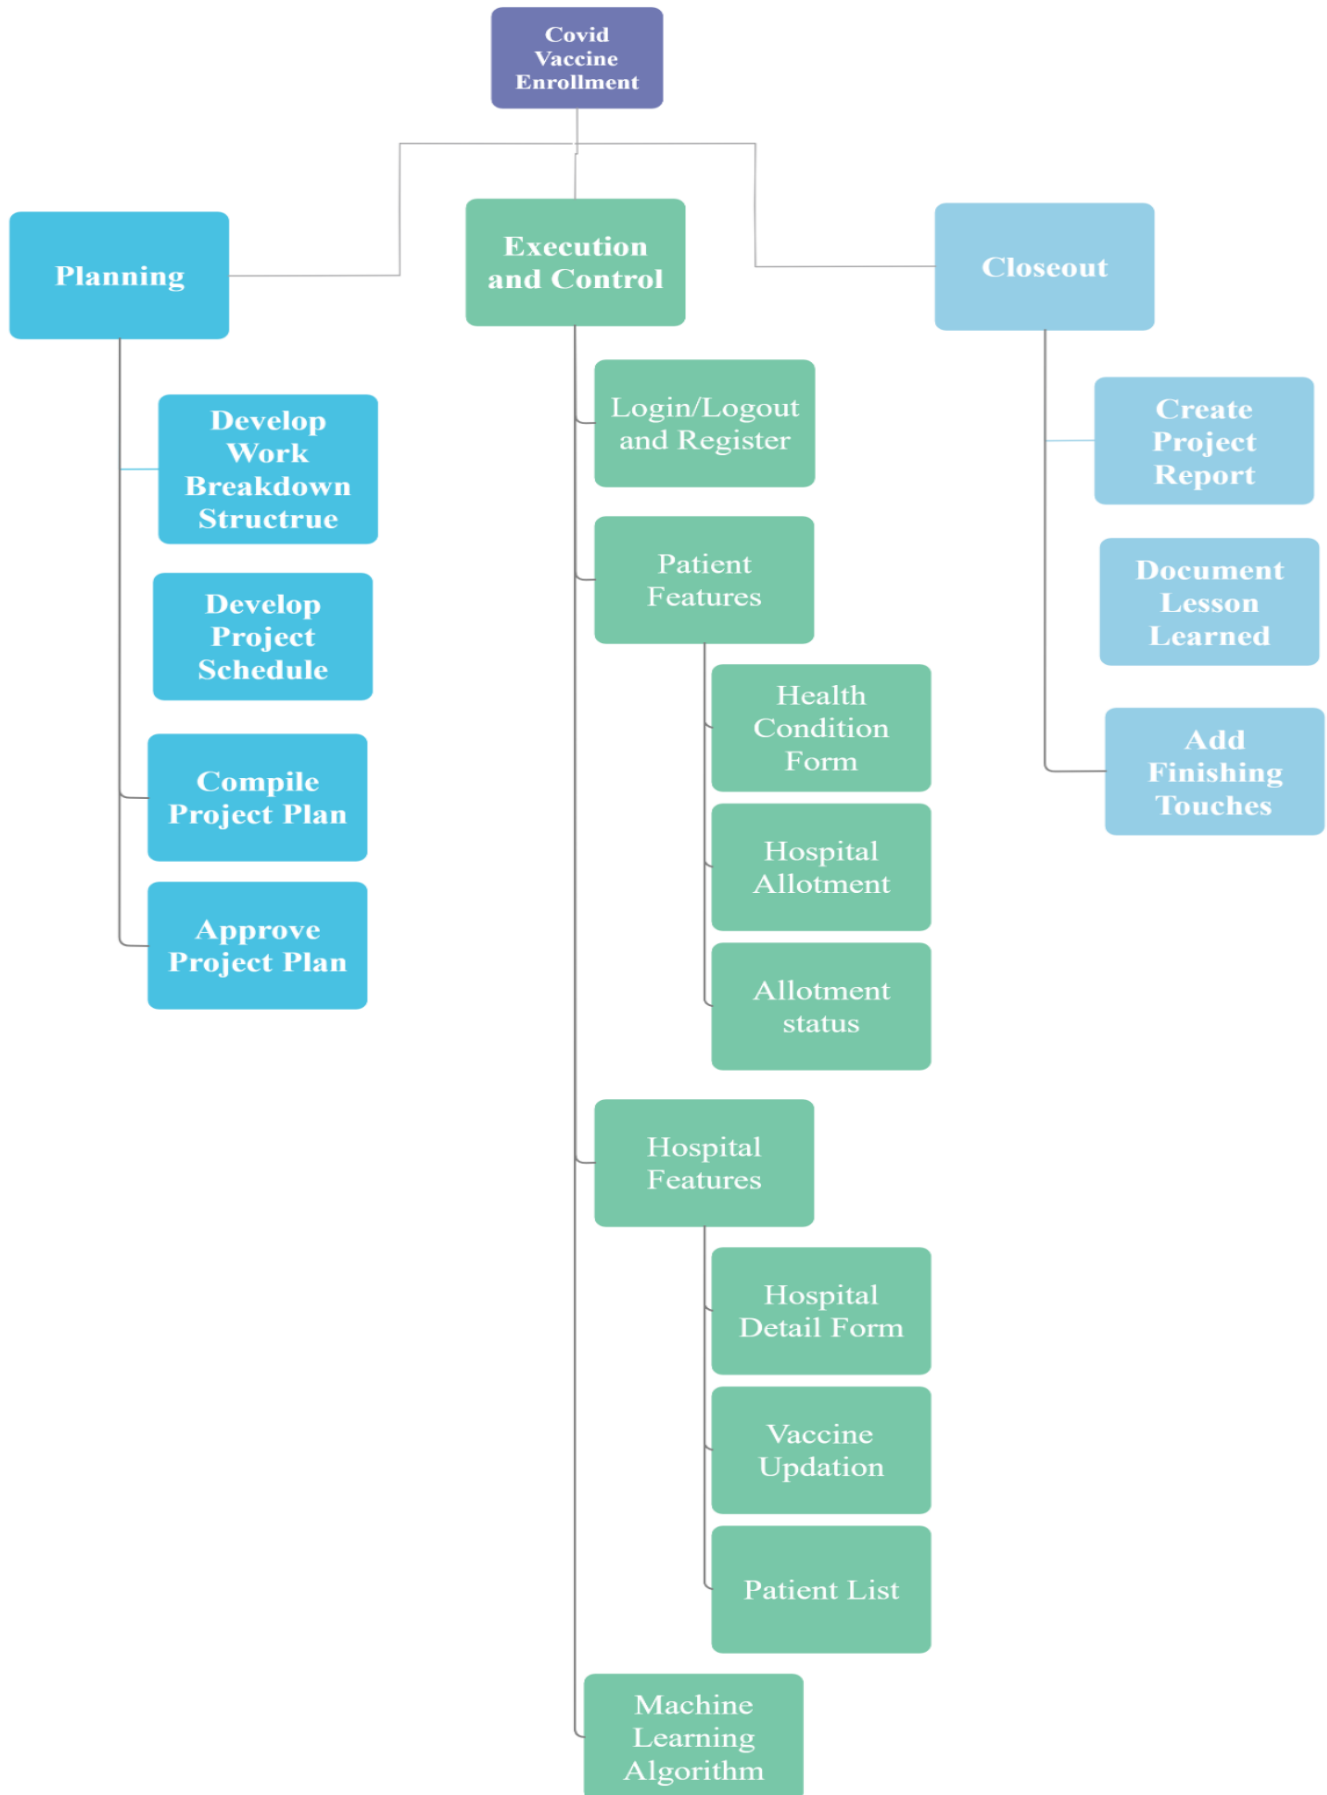 Covid
Vaccine
Enrollment
Planning
Execution
and Control
Closeout
Develop
Work
Breakdown
Structrue
Develop
Project
Schedule
Compile
Project Plan
Approve
Project Plan
Login/Logout
and Register
Patient
Features
Health
Condition
Form
Hospital
Allotment
Allotment
status
Hospital
Features
Hospital
Detail Form
Vaccine
Updation
Patient List
Machine
Learning
Algorithm
Create
Project
Report
Document
Lesson
Learned
Add
Finishing
Touches